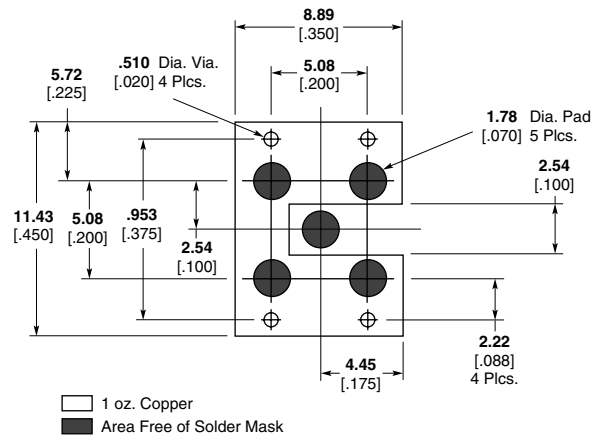 8.89
[.350]
.510 Dia. Via.
[.020] 4 Plcs.
5.08
[.200]
5.72
[.225]
1.78 Dia. Pad
[.070] 5 Plcs.
2.54
[.100]
11.43
[.450]
5.08
[.200]
.953
[.375]
2.54
[.100]
2.22
[.088]
4 Plcs.
4.45
[.175]
1 oz. Copper
Area Free of Solder Mask